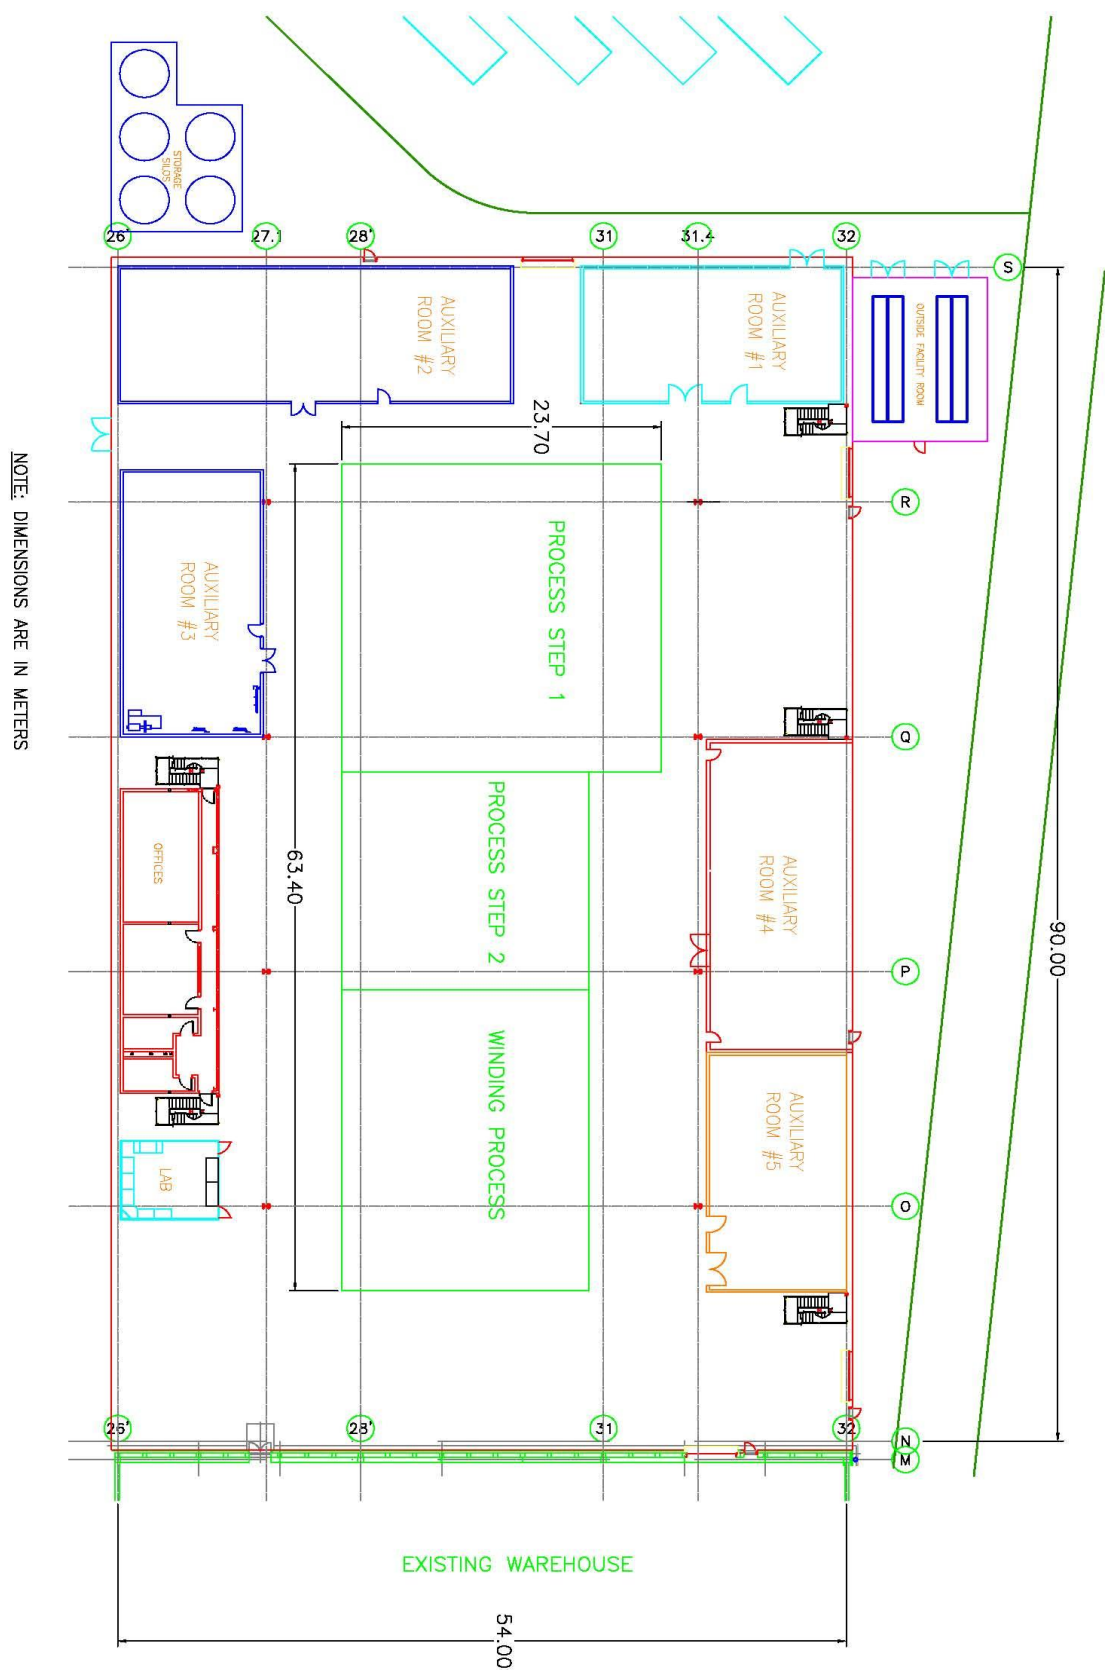 STORAGE
SILOS
26'
27.1
28'
31
31.4
32
S
AUXILIARY
ROOM #2
AUXILIARY
ROOM #1
OUTSIDE FACILITY ROOM
23.70
R
PROCESS STEP 1
AUXILIARY
ROOM #3
NOTE: DIMENSIONS ARE IN METERS
Q
PROCESS STEP 2
63.40
OFFICES
AUXILIARY
ROOM #4
90.00
P
WINDING PROCESS
AUXILIARY
ROOM #5
LAB
O
26'
28'
31
32
N
M
EXISTING WAREHOUSE
54.00